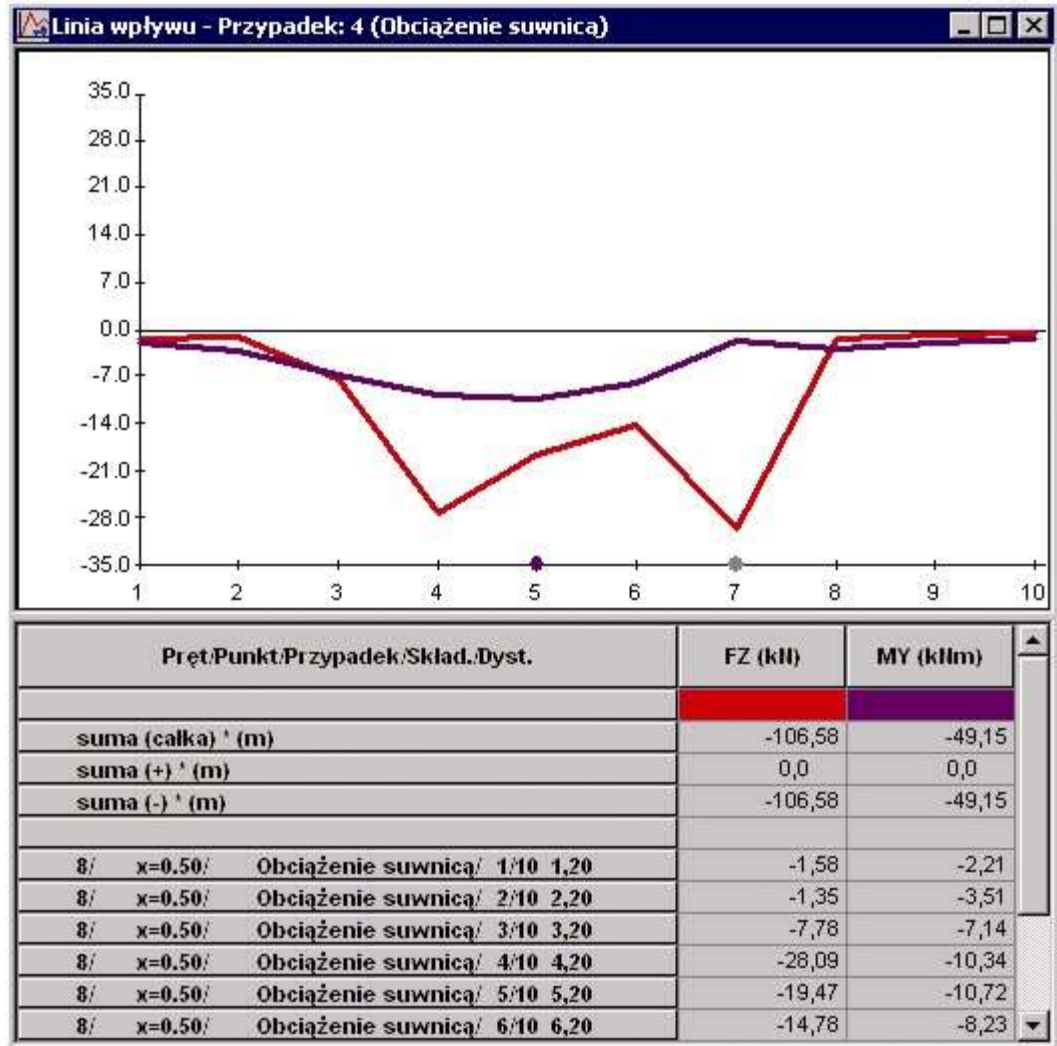 Linia wpływu - Przypadek: 4 (Obciążenie suwnicą)
35.0
28.0
21.0
14.0
7.0
0.0
-7.0
-14.0
-21.0
-28.0
-35.0
1 2 3 4 5 6 7 8 9 10
Pręt/Punkt/Przypadek/Skład./Dyst. FZ (kN) MY (kNm)
suma (całka) * (m) -106,58 -49,15
suma (+) * (m) 0,0 0,0
suma (-) * (m) -106,58 -49,15
8/ x=0.50/ Obciążenie suwnicą/ 1/10 1,20 -1,58 -2,21
8/ x=0.50/ Obciążenie suwnicą/ 2/10 2,20 -1,35 -3,51
8/ x=0.50/ Obciążenie suwnicą/ 3/10 3,20 -7,78 -7,14
8/ x=0.50/ Obciążenie suwnicą/ 4/10 4,20 -28,09 -10,34
8/ x=0.50/ Obciążenie suwnicą/ 5/10 5,20 -19,47 -10,72
8/ x=0.50/ Obciążenie suwnicą/ 6/10 6,20 -14,78 -8,23